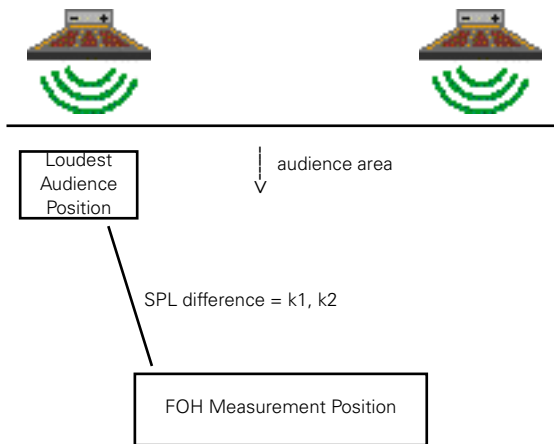 - +
- +
Loudest
Audience
Position
audience area
SPL difference = k1, k2
FOH Measurement Position